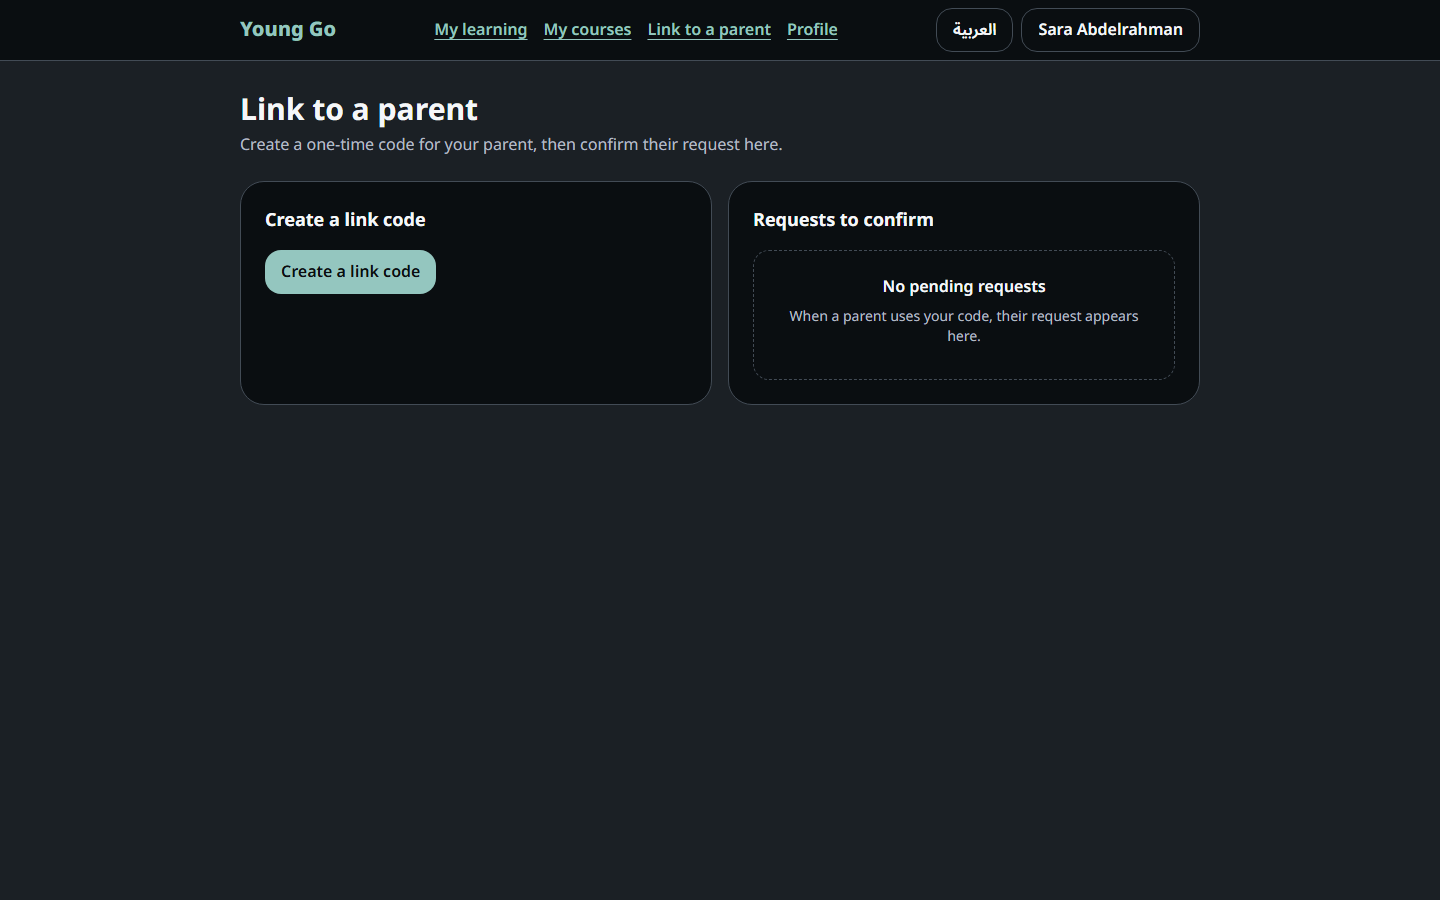 Young Go
My learning
My courses
Link to a parent
Profile
العربية
Sara Abdelrahman
Link to a parent
Create a one-time code for your parent, then confirm their request here.
Create a link code
Create a link code
Requests to confirm
No pending requests
When a parent uses your code, their request appears
here.